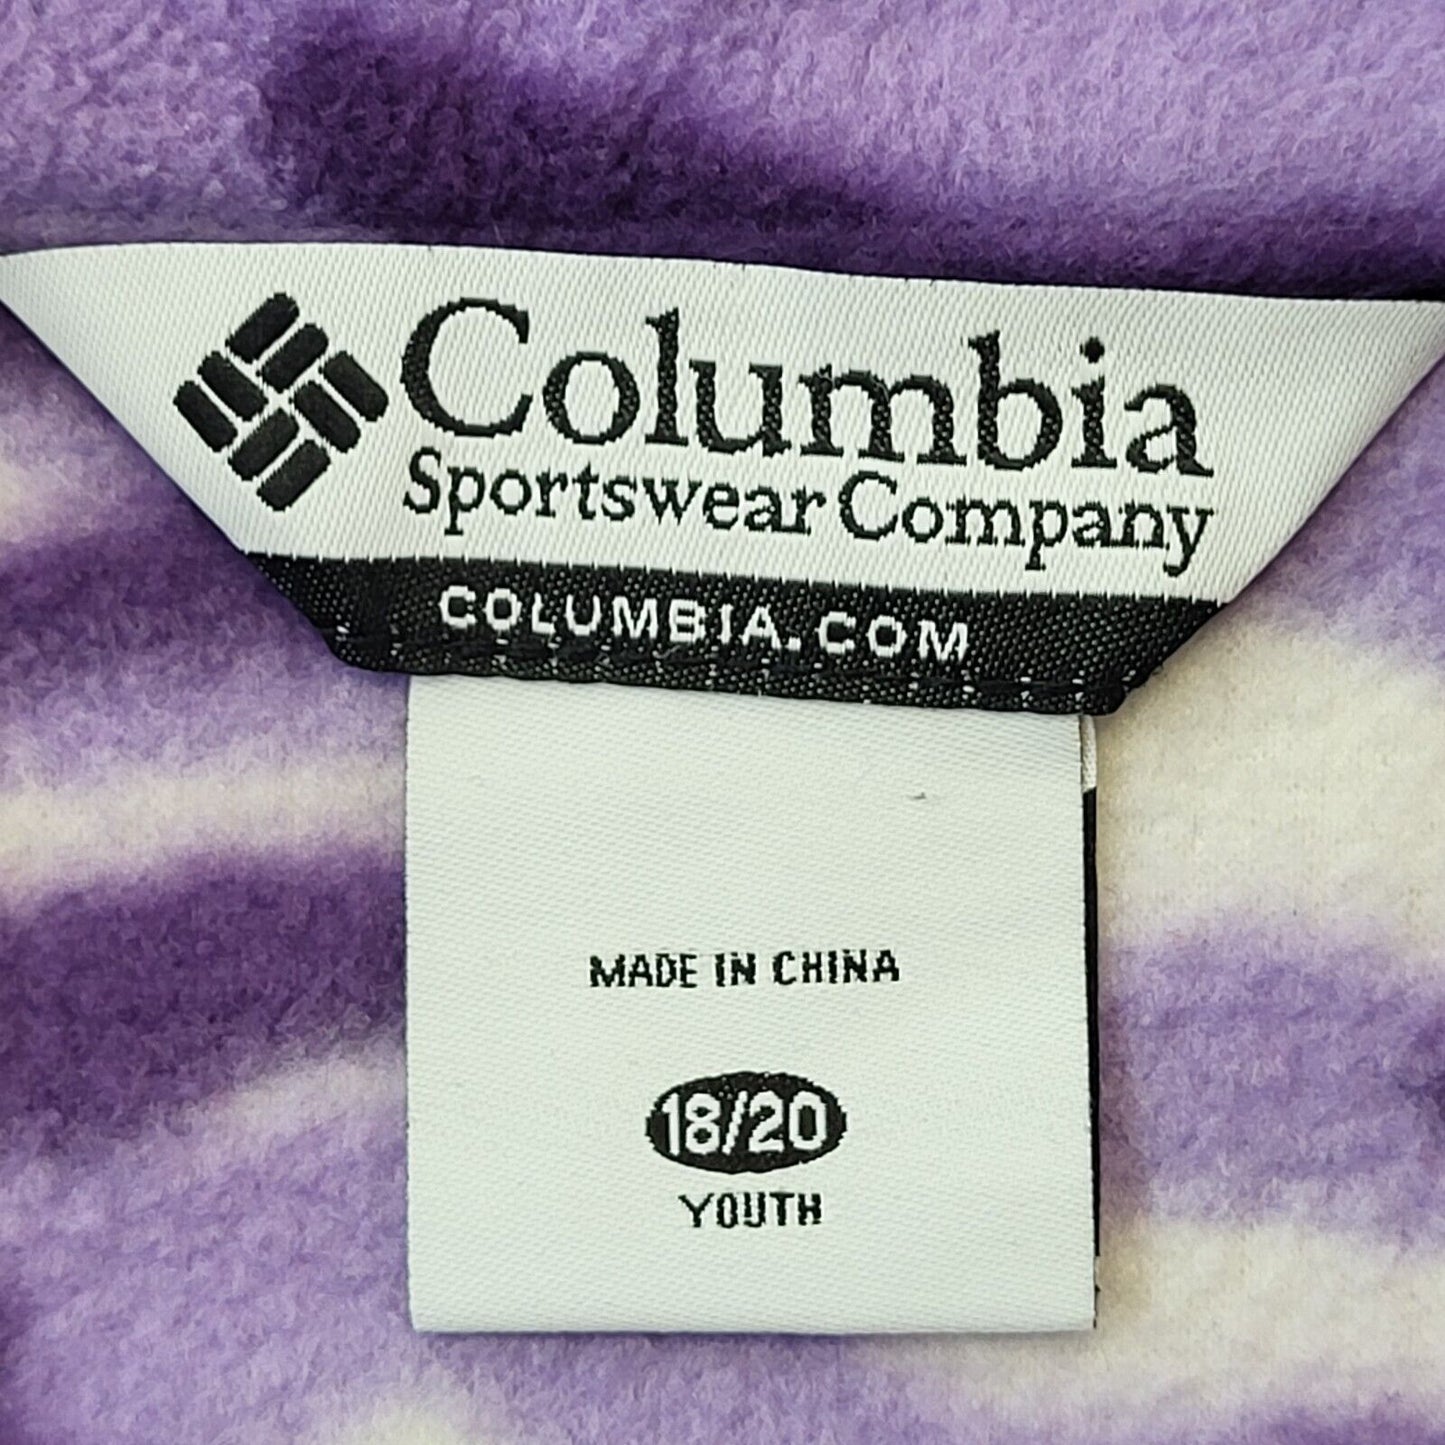 Columbia
Sportswear Company
COLUMBIA.COM
MADE IN CHINA
18/20
YOUTH